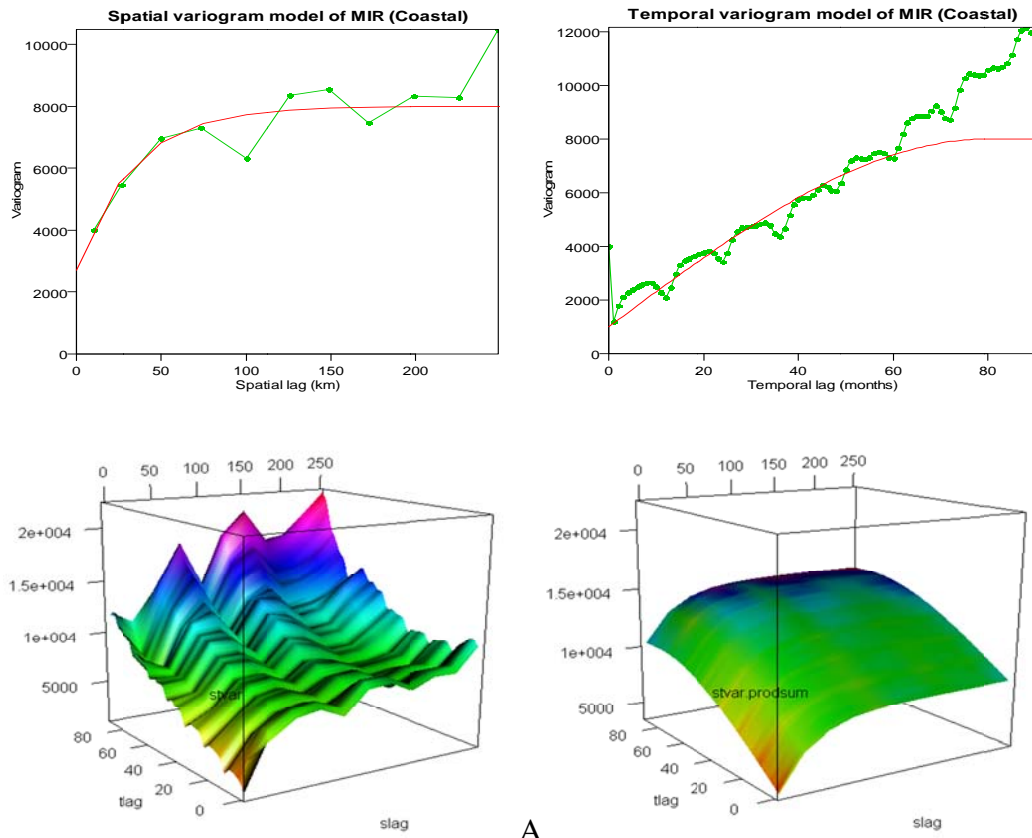 Spatial variogram model of MIR (Coastal)
Variogram
10000
8000
6000
4000
2000
0
0 50 100 150 200
Spatial lag (km)
Temporal variogram model of MIR (Coastal)
Variogram
12000
10000
8000
6000
4000
2000
0
0 20 40 60 80
Temporal lag (months)
0 50 100 150 200 250
2e+004
1.5e+004
1e+004
5000
80
60
40
20
0
tlag
slag
stvar
0 50 100 150 200 250
2e+004
1.5e+004
1e+004
5000
80
60
40
20
0
tlag
slag
stvar.prodsum
A